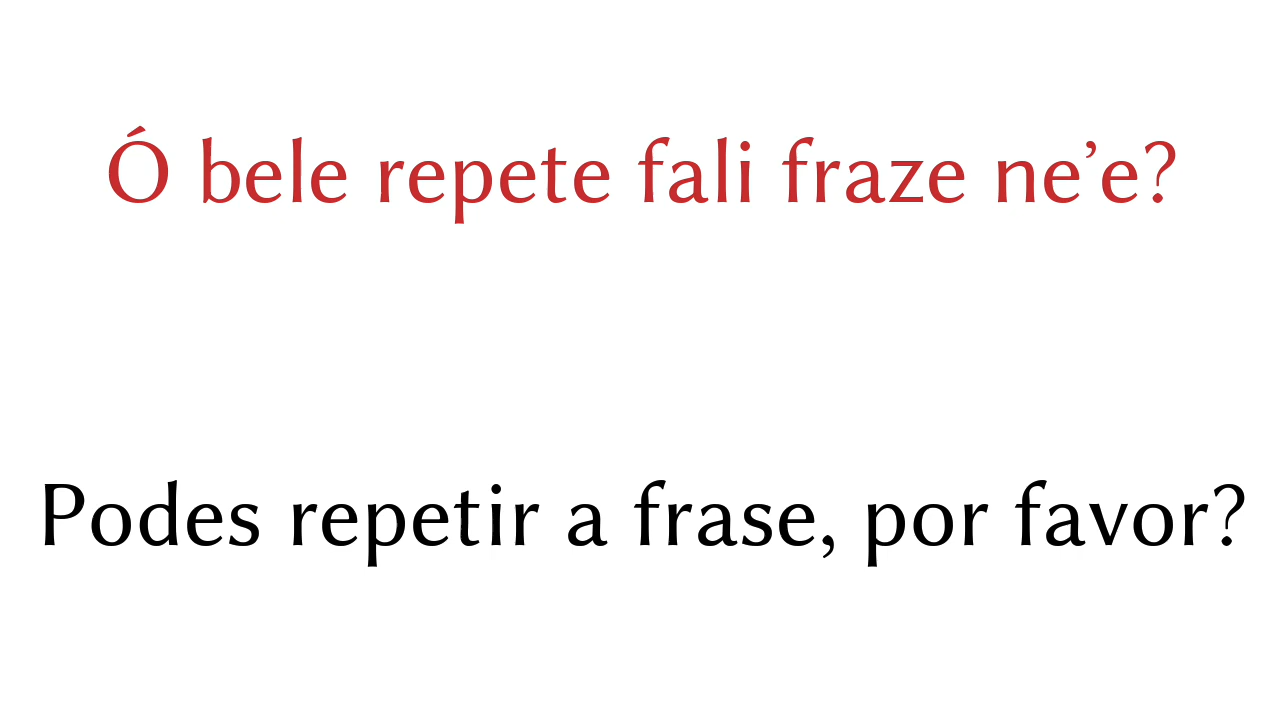 Ó bele repete fali fraze ne’e?
Podes repetir a frase, por favor?